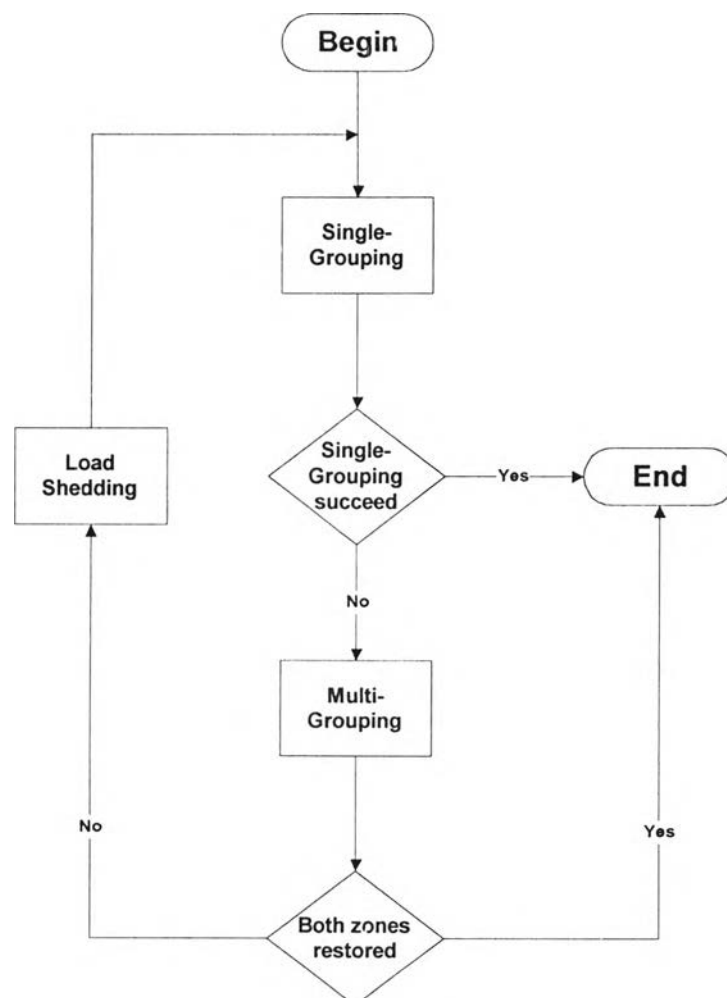 Begin
Single-
Grouping
Load
Shedding
Single-
Grouping
succeed
Yes
End
No
Multi-
Grouping
No
Yes
Both zones
restored